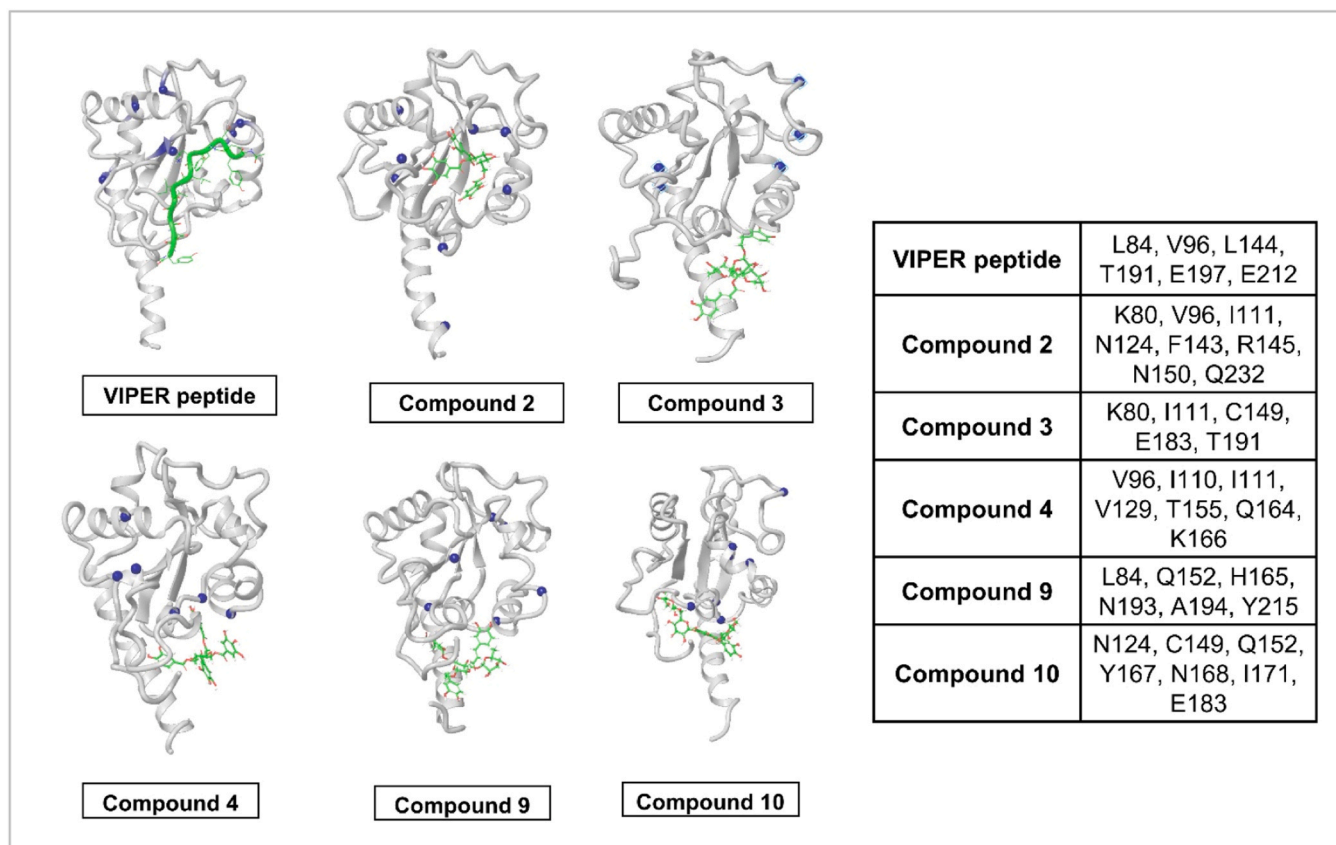 VIPER peptide
Compound 2
Compound 3
Compound 4
Compound 9
Compound 10
VIPER peptide
L84, V96, L144,
T191, E197, E212
Compound 2
K80, V96, I111,
N124, F143, R145,
N150, Q232
Compound 3
K80, I111, C149,
E183, T191
Compound 4
V96, I110, I111,
V129, T155, Q164,
K166
Compound 9
L84, Q152, H165,
N193, A194, Y215
Compound 10
N124, C149, Q152,
Y167, N168, I171,
E183